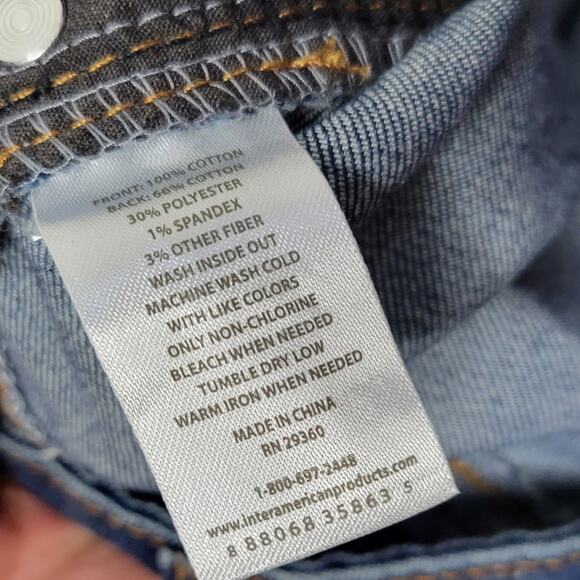 FRONT: 100% COTTON
BACK: 66% COTTON
30% POLYESTER
1% SPANDEX
3% OTHER FIBER
WASH INSIDE OUT
MACHINE WASH COLD
WITH LIKE COLORS
ONLY NON-CHLORINE
BLEACH WHEN NEEDED
TUMBLE DRY LOW
WARM IRON WHEN NEEDED
MADE IN CHINA
RN 29360
1-800-697-2448
www.interamericanproducts.com
8 88068 35863 5